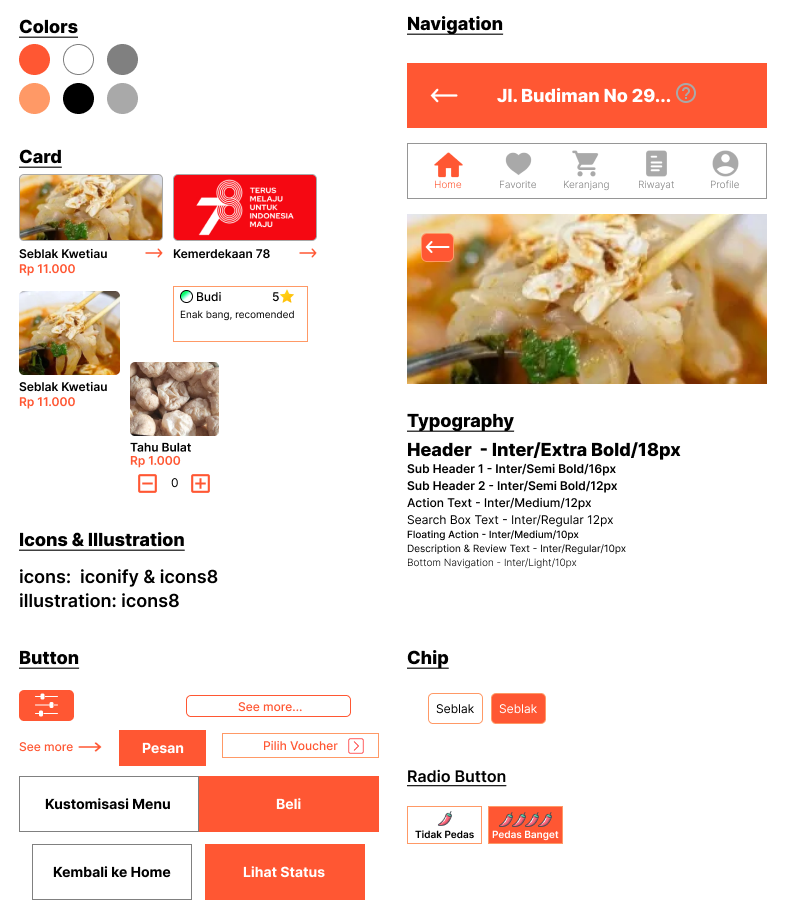 Colors
Card
78
TERUS
MELAJU
UNTUK
INDONESIA
MAJU
Seblak Kwetiau
Rp 11.000
Kemerdekaan 78
Budi
5
Enak bang, recomended
Seblak Kwetiau
Rp 11.000
Tahu Bulat
Rp 1.000
0
Icons & Illustration
icons:  iconify & icons8
illustration: icons8
Button
See more...
See more
Pesan
Pilih Voucher
Kustomisasi Menu
Beli
Kembali ke Home
Lihat Status
Navigation
Jl. Budiman No 29...
?
Home
Favorite
Keranjang
Riwayat
Profile
Typography
Header  - Inter/Extra Bold/18px
Sub Header 1 - Inter/Semi Bold/16px
Sub Header 2 - Inter/Semi Bold/12px
Action Text - Inter/Medium/12px
Search Box Text - Inter/Regular 12px
Floating Action - Inter/Medium/10px
Description & Review Text - Inter/Regular/10px
Bottom Navigation - Inter/Light/10px
Chip
Seblak
Seblak
Radio Button
Tidak Pedas
Pedas Banget